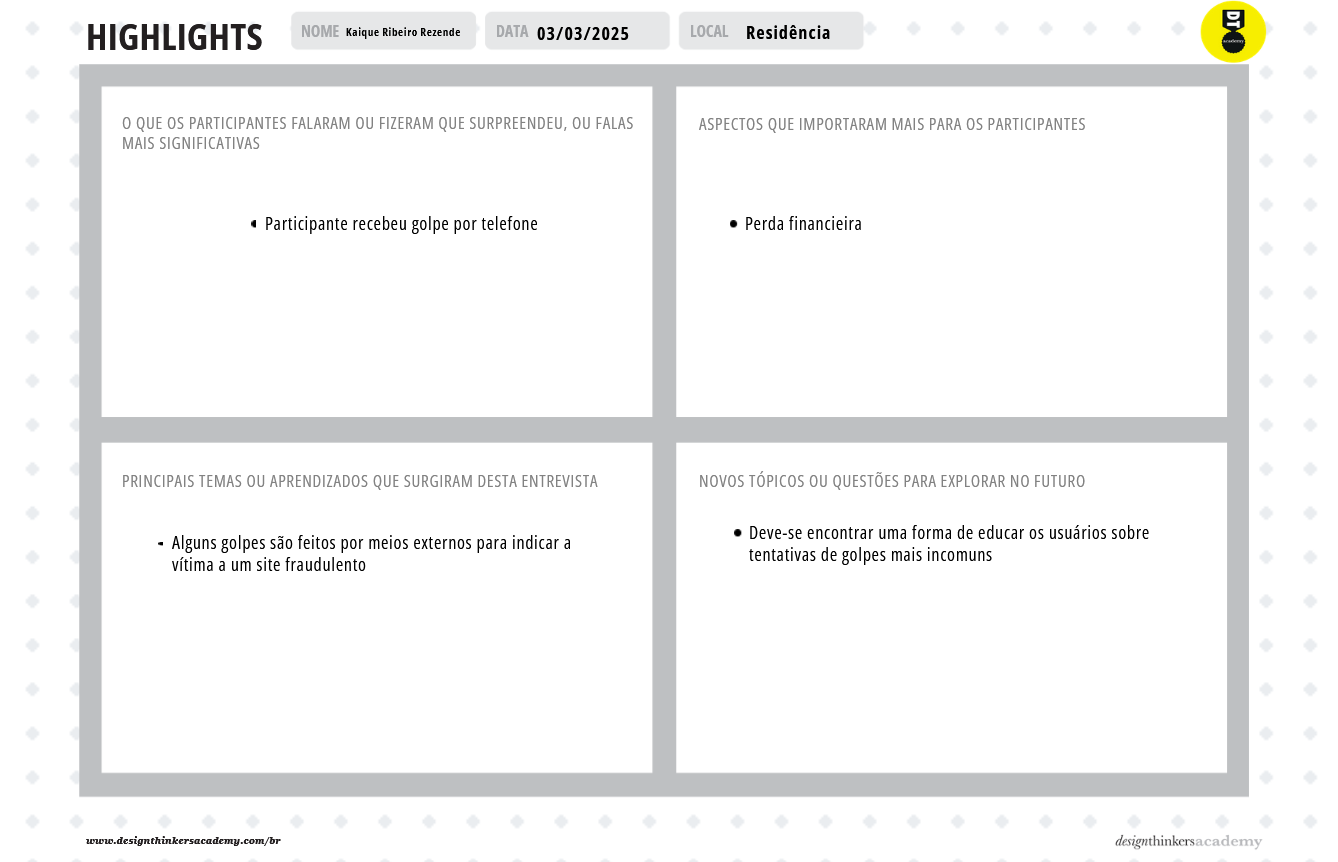 HIGHLIGHTS
NOME Kaique Ribeiro Rezende
DATA 03/03/2025
LOCAL Residência
DT
academy
O QUE OS PARTICIPANTES FALARAM OU FIZERAM QUE SURPREENDEU, OU FALAS
MAIS SIGNIFICATIVAS
Participante recebeu golpe por telefone
ASPECTOS QUE IMPORTARAM MAIS PARA OS PARTICIPANTES
Perda financieira
PRINCIPAIS TEMAS OU APRENDIZADOS QUE SURGIRAM DESTA ENTREVISTA
Alguns golpes são feitos por meios externos para indicar a
vítima a um site fraudulento
NOVOS TÓPICOS OU QUESTÕES PARA EXPLORAR NO FUTURO
Deve-se encontrar uma forma de educar os usuários sobre
tentativas de golpes mais incomuns
www.designthinkersacademy.com/br
designthinkersacademy